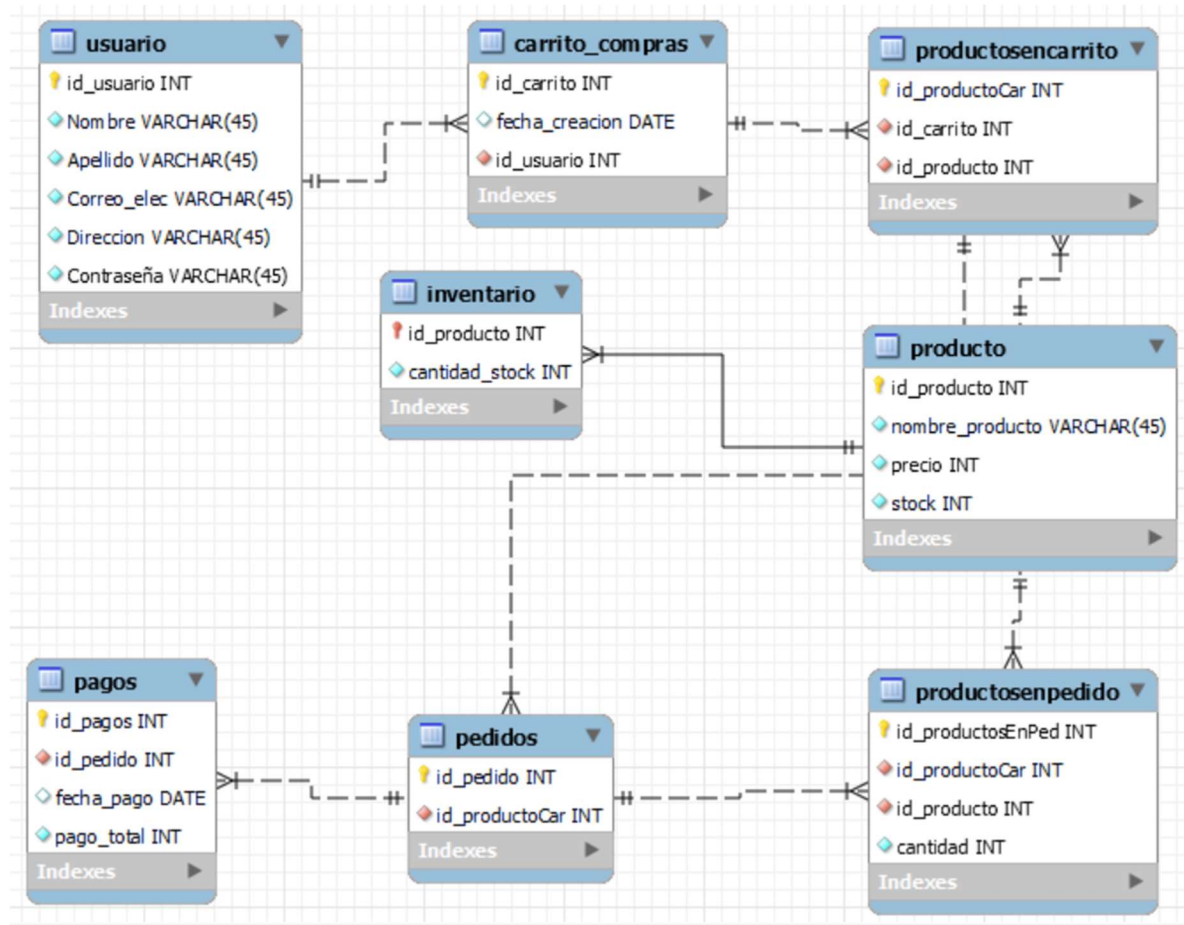 usuario
id_usuario INT
Nombre VARCHAR(45)
Apellido VARCHAR(45)
Correo_elec VARCHAR(45)
Direccion VARCHAR(45)
Contraseña VARCHAR(45)
Indexes
carrito_compras
id_carrito INT
fecha_creacion DATE
id_usuario INT
Indexes
productosencarrito
id_productoCar INT
id_carrito INT
id_producto INT
Indexes
inventario
id_producto INT
cantidad_stock INT
Indexes
producto
id_producto INT
nombre_producto VARCHAR(45)
precio INT
stock INT
Indexes
pagos
id_pagos INT
id_pedido INT
fecha_pago DATE
pago_total INT
Indexes
pedidos
id_pedido INT
id_productoCar INT
Indexes
productosenpedido
id_productosEnPed INT
id_productoCar INT
id_producto INT
cantidad INT
Indexes